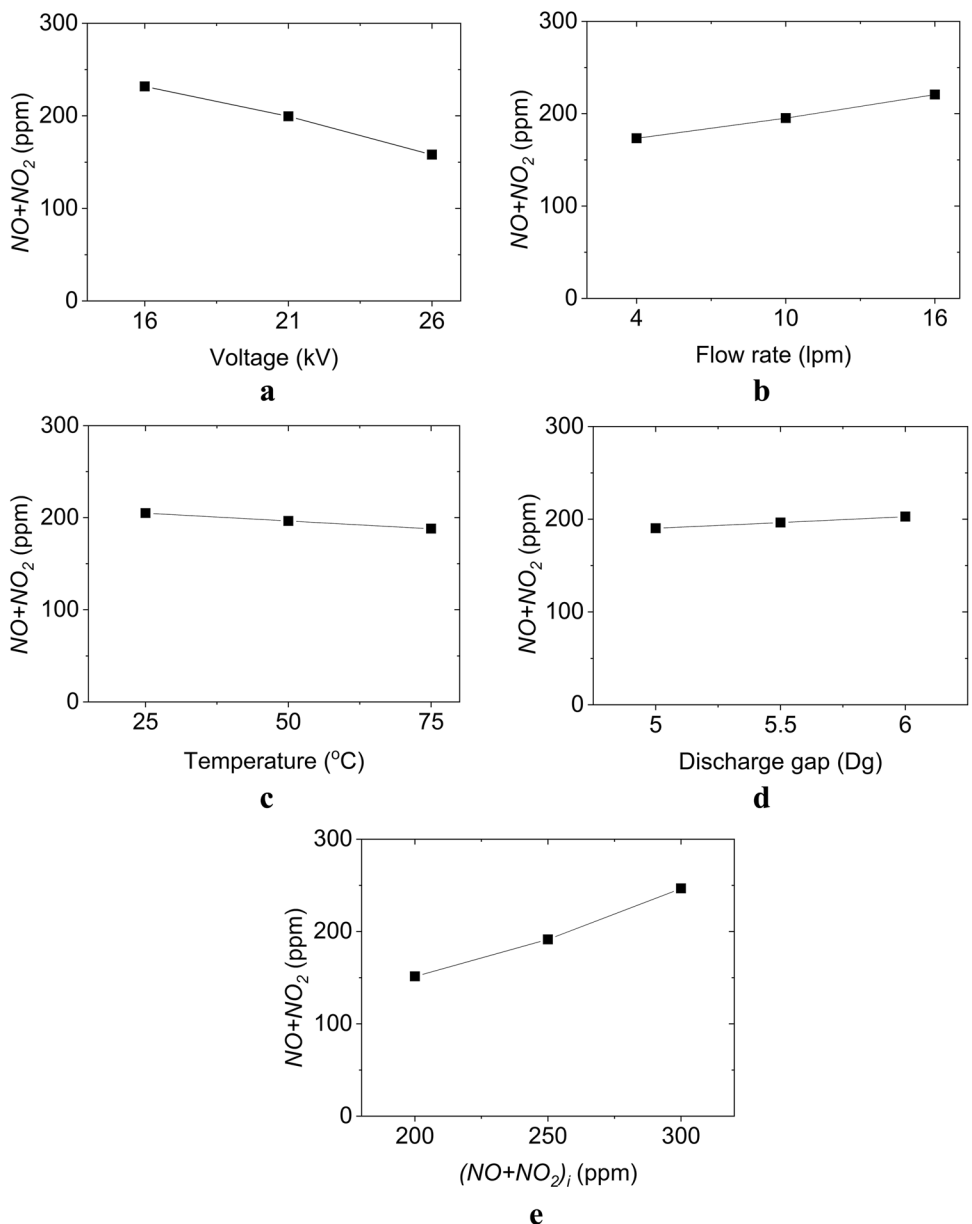 300
200
100
0
NO+NO2 (ppm)
16 21 26
Voltage (kV)
a
300
200
100
0
NO+NO2 (ppm)
4 10 16
Flow rate (lpm)
b
300
200
100
0
NO+NO2 (ppm)
25 50 75
Temperature (oC)
c
300
200
100
0
NO+NO2 (ppm)
5 5.5 6
Discharge gap (Dg)
d
300
200
100
0
NO+NO2 (ppm)
200 250 300
(NO+NO2)i (ppm)
e